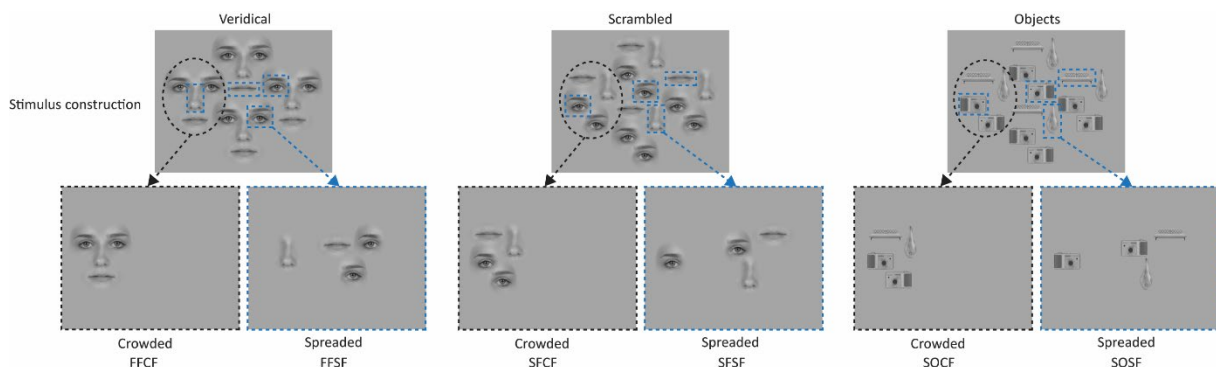 Veridical
Scrambled
Objects
Stimulus construction
Crowded
FFCF
Spreaded
FFSF
Crowded
SFCF
Spreaded
SFSF
Crowded
SOCF
Spreaded
SOSF